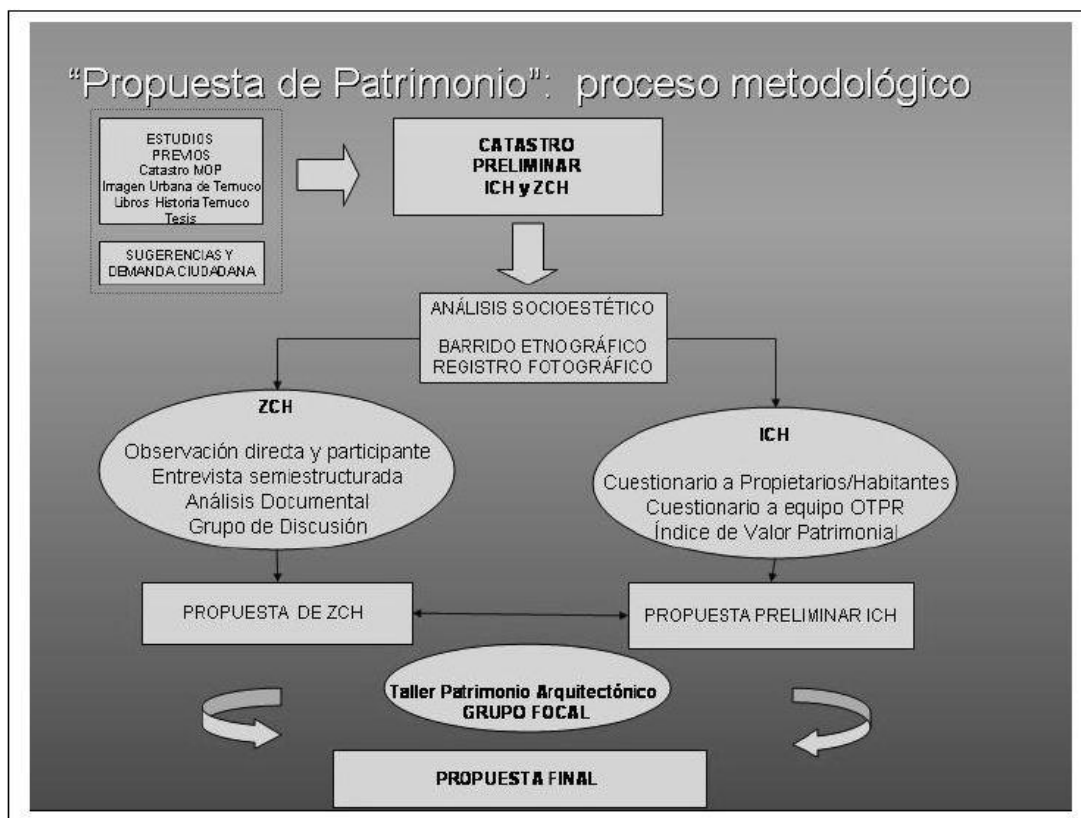 “Propuesta de Patrimonio”: proceso metodológico
ESTUDIOS
PREVIOS
Catastro MOP
Imagen Urbana de Temuco
Libros Historia Temuco
Tesis
SUGERENCIAS Y
DEMANDA CIUDADANA
CATASTRO
PRELIMINAR
ICH y ZCH
ANÁLISIS SOCIOESTÉTICO
BARRIDO ETNOGRÁFICO
REGISTRO FOTOGRÁFICO
ZCH
Observación directa y participante
Entrevista semiestructurada
Análisis Documental
Grupo de Discusión
ICH
Cuestionario a Propietarios/Habitantes
Cuestionario a equipo OTPR
Índice de Valor Patrimonial
PROPUESTA DE ZCH
PROPUESTA PRELIMINAR ICH
Taller Patrimonio Arquitectónico
GRUPO FOCAL
PROPUESTA FINAL